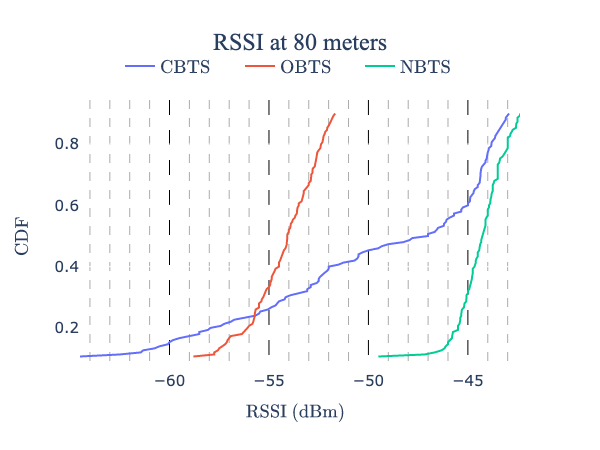 RSSI at 80 meters
CBTS OBTS NBTS
0.8
0.6
0.4
0.2
CDF
−60 −55 −50 −45
RSSI (dBm)